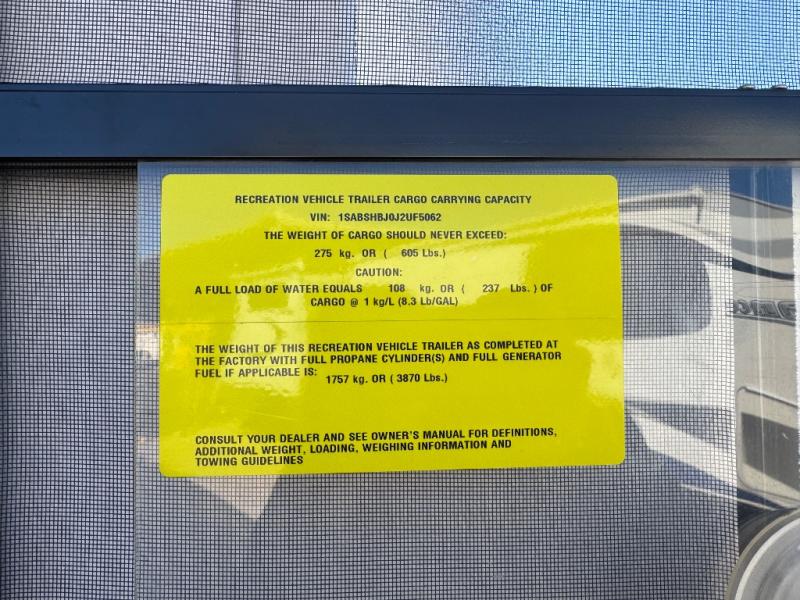 RECREATION VEHICLE TRAILER CARGO CARRYING CAPACITY
VIN: 1SABSHBJ0J2UF5062
THE WEIGHT OF CARGO SHOULD NEVER EXCEED:
275 kg. OR ( 605 Lbs.)
CAUTION:
A FULL LOAD OF WATER EQUALS 108 kg. OR ( 237 Lbs. ) OF
CARGO @ 1 kg/L (8.3 Lb/GAL)
THE WEIGHT OF THIS RECREATION VEHICLE TRAILER AS COMPLETED AT
THE FACTORY WITH FULL PROPANE CYLINDER(S) AND FULL GENERATOR
FUEL IF APPLICABLE IS: 1757 kg. OR ( 3870 Lbs.)
CONSULT YOUR DEALER AND SEE OWNER'S MANUAL FOR DEFINITIONS,
ADDITIONAL WEIGHT, LOADING, WEIGHING INFORMATION AND
TOWING GUIDELINES